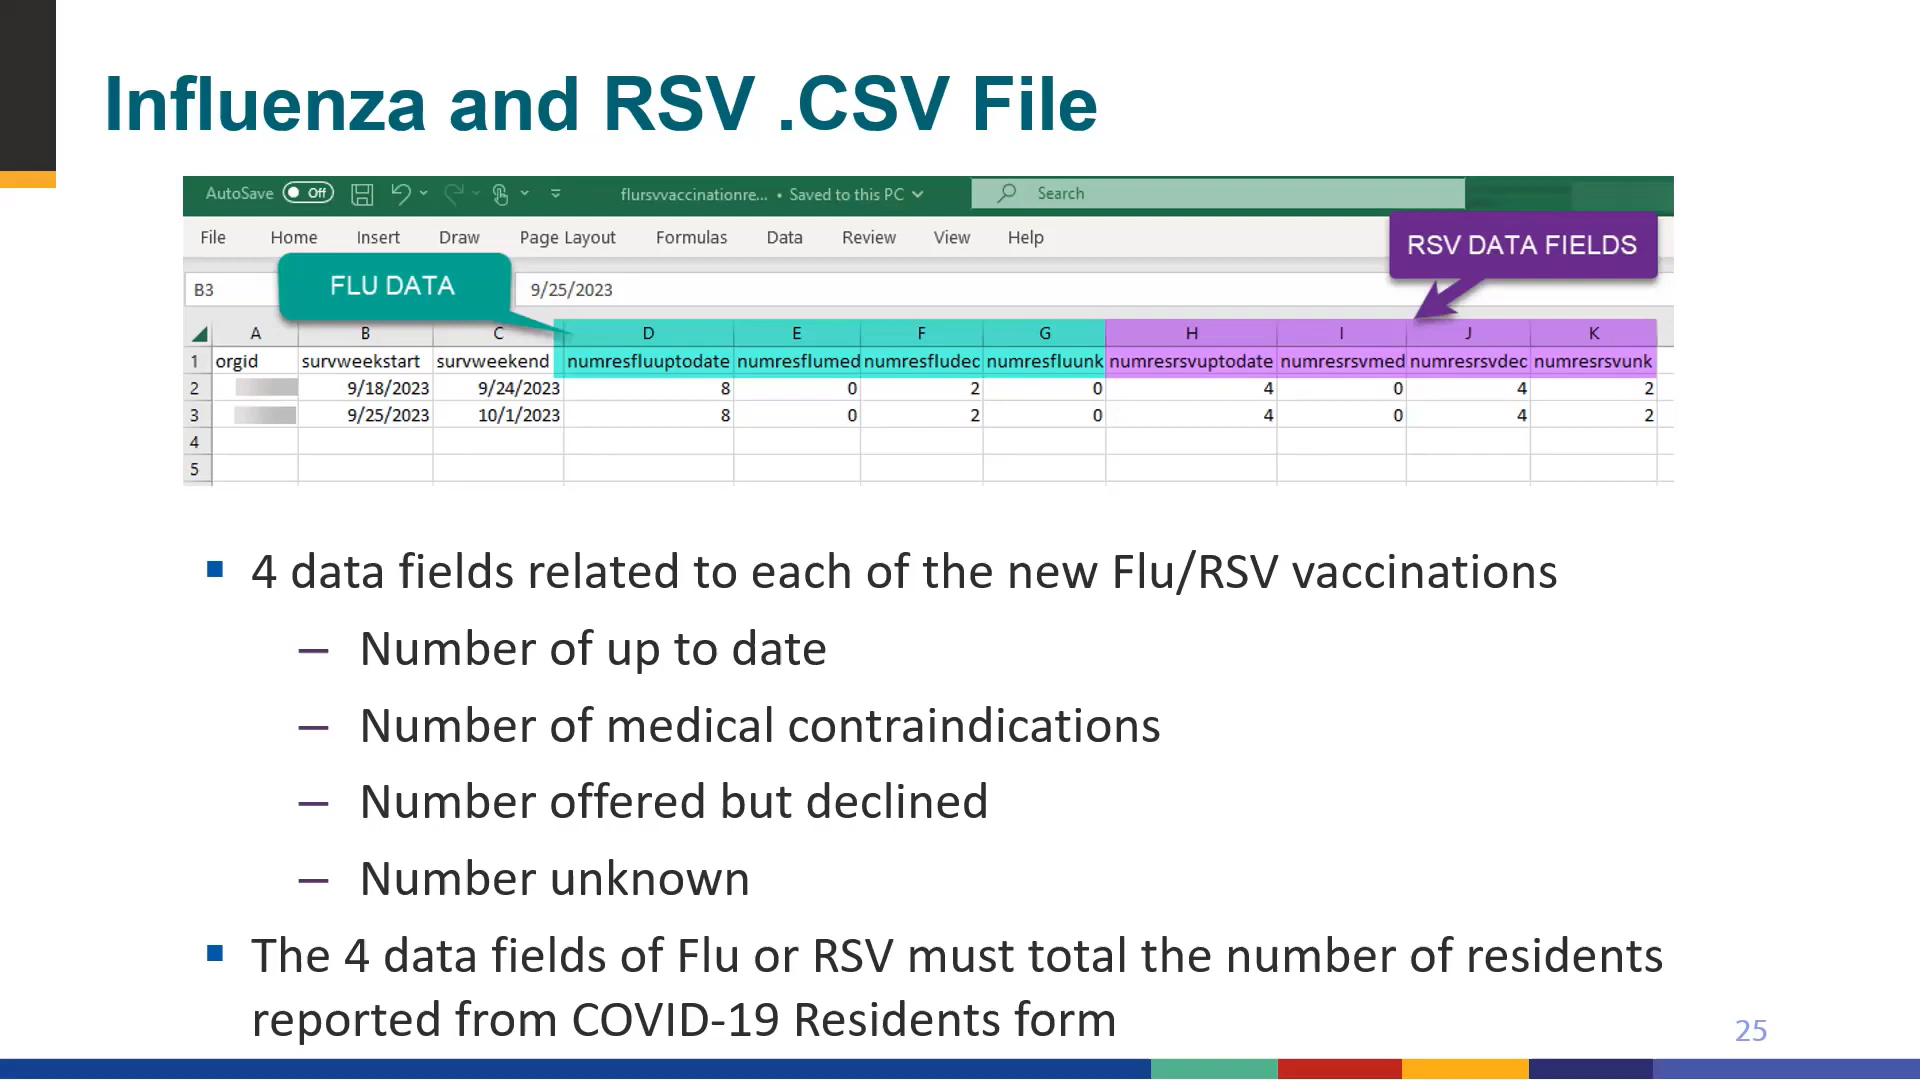 Influenza and RSV .CSV File
AutoSave Off flursvvaccinationre... • Saved to this PC Search
File Home Insert Draw Page Layout Formulas Data Review View Help
RSV DATA FIELDS
FLU DATA
B3 9/25/2023
A B C D E F G H I J K
1 orgid survweekstart survweekend numresfluuptodate numresflumed numresfludec numresfluunk numresrsvuptodate numresrsvmed numresrsvdec numresrsvunk
2 9/18/2023 9/24/2023 8 0 2 0 4 0 4 2
3 9/25/2023 10/1/2023 8 0 2 0 4 0 4 2
4
5
▪ 4 data fields related to each of the new Flu/RSV vaccinations
– Number of up to date
– Number of medical contraindications
– Number offered but declined
– Number unknown
▪ The 4 data fields of Flu or RSV must total the number of residents
reported from COVID-19 Residents form
25